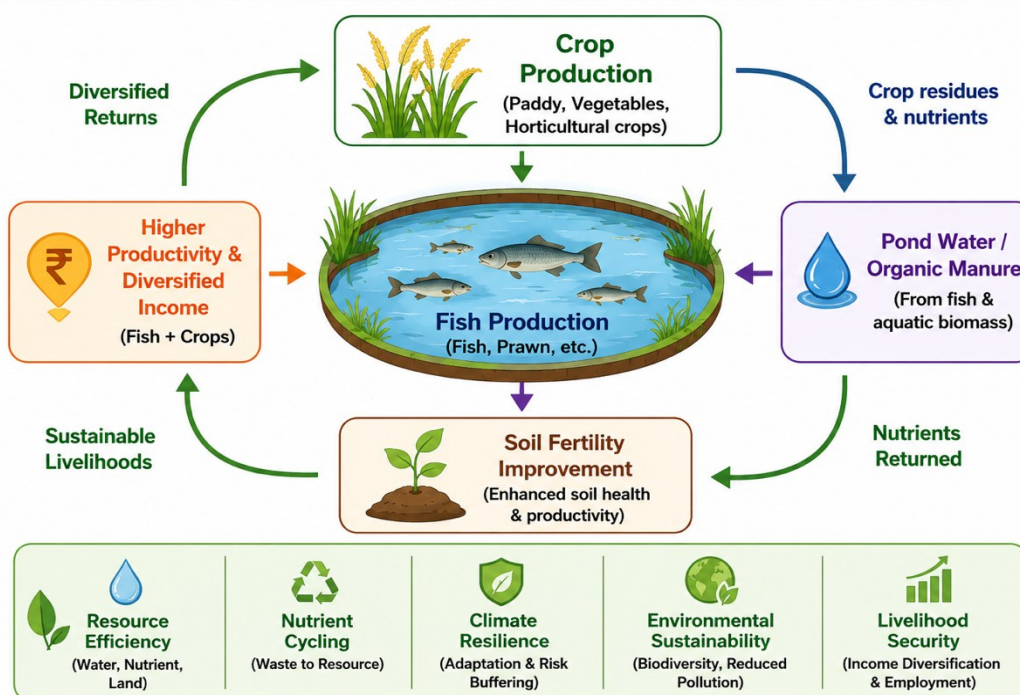 Crop
Production
(Paddy, Vegetables,
Horticultural crops)
Diversified
Returns
Crop residues
& nutrients
₹
Higher
Productivity &
Diversified
Income
(Fish + Crops)
Fish Production
(Fish, Prawn, etc.)
Pond Water /
Organic Manure
(From fish &
aquatic biomass)
Sustainable
Livelihoods
Soil Fertility
Improvement
(Enhanced soil health
& productivity)
Nutrients
Returned
Resource
Efficiency
(Water, Nutrient,
Land)
Nutrient
Cycling
(Waste to Resource)
Climate
Resilience
(Adaptation & Risk
Buffering)
Environmental
Sustainability
(Biodiversity, Reduced
Pollution)
Livelihood
Security
(Income Diversification
& Employment)